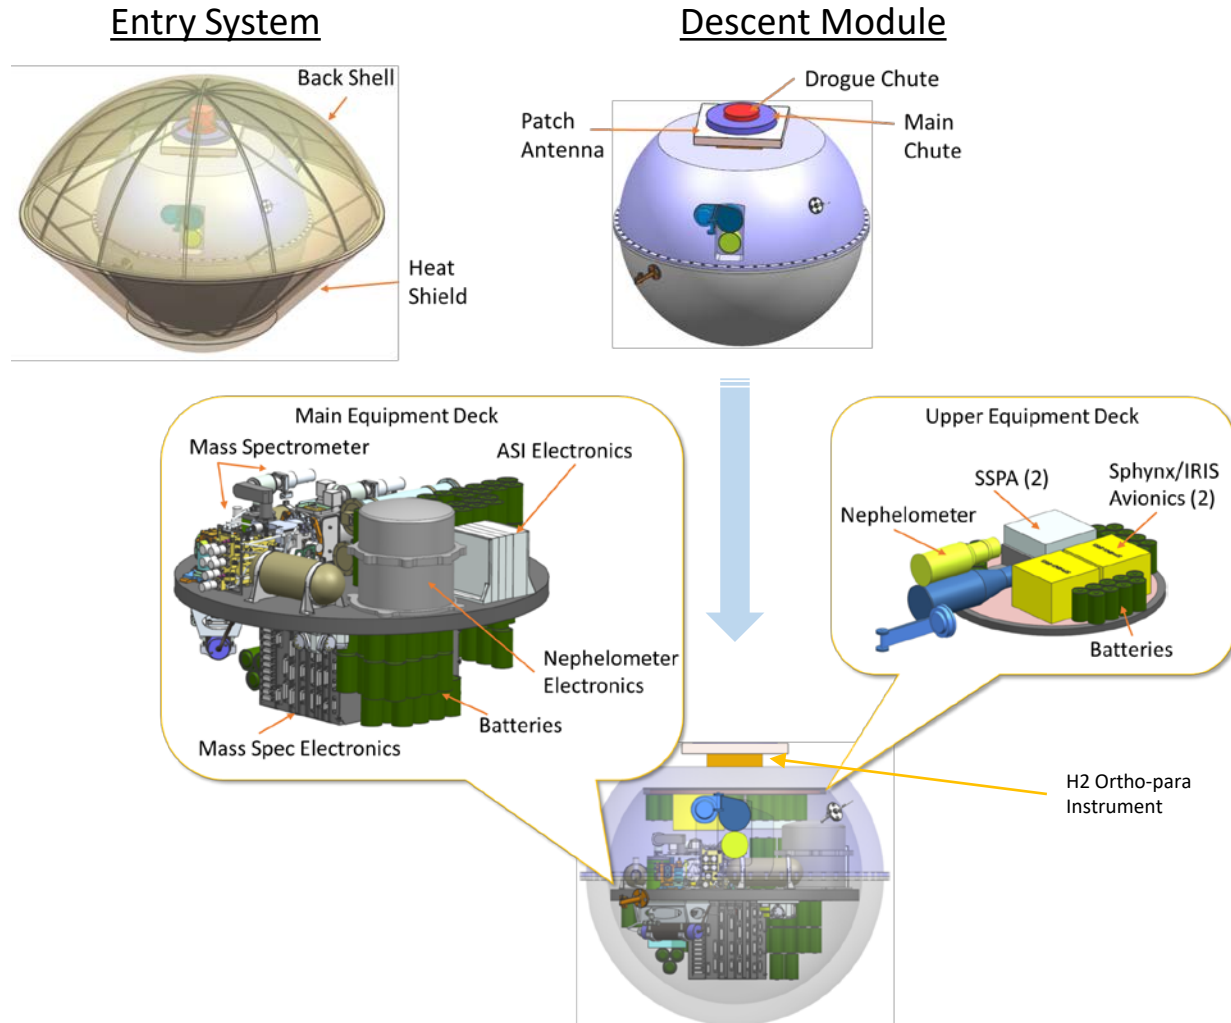 Entry System
Descent Module
Back Shell
Heat
Shield
Drogue Chute
Patch
Antenna
Main
Chute
Main Equipment Deck
Mass Spectrometer
ASI Electronics
Nephelometer
Electronics
Batteries
Mass Spec Electronics
Upper Equipment Deck
SSPA (2)
Sphynx/IRIS
Avionics (2)
Nephelometer
Batteries
H2 Ortho-para
Instrument